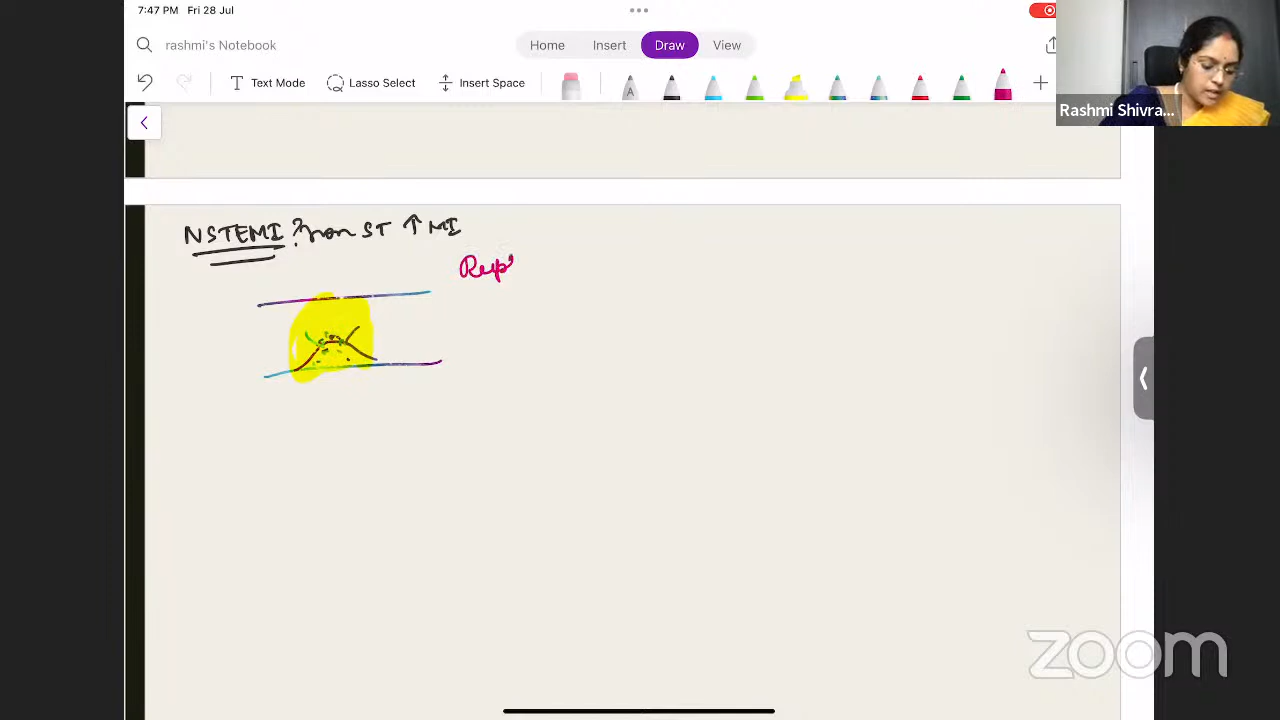 7:47 PM Fri 28 Jul
rashmi's Notebook
Home Insert Draw View
Text Mode Lasso Select Insert Space
A
Rashmi Shivra...
NSTEMI ? non ST ↑ MI
Rup
zoom